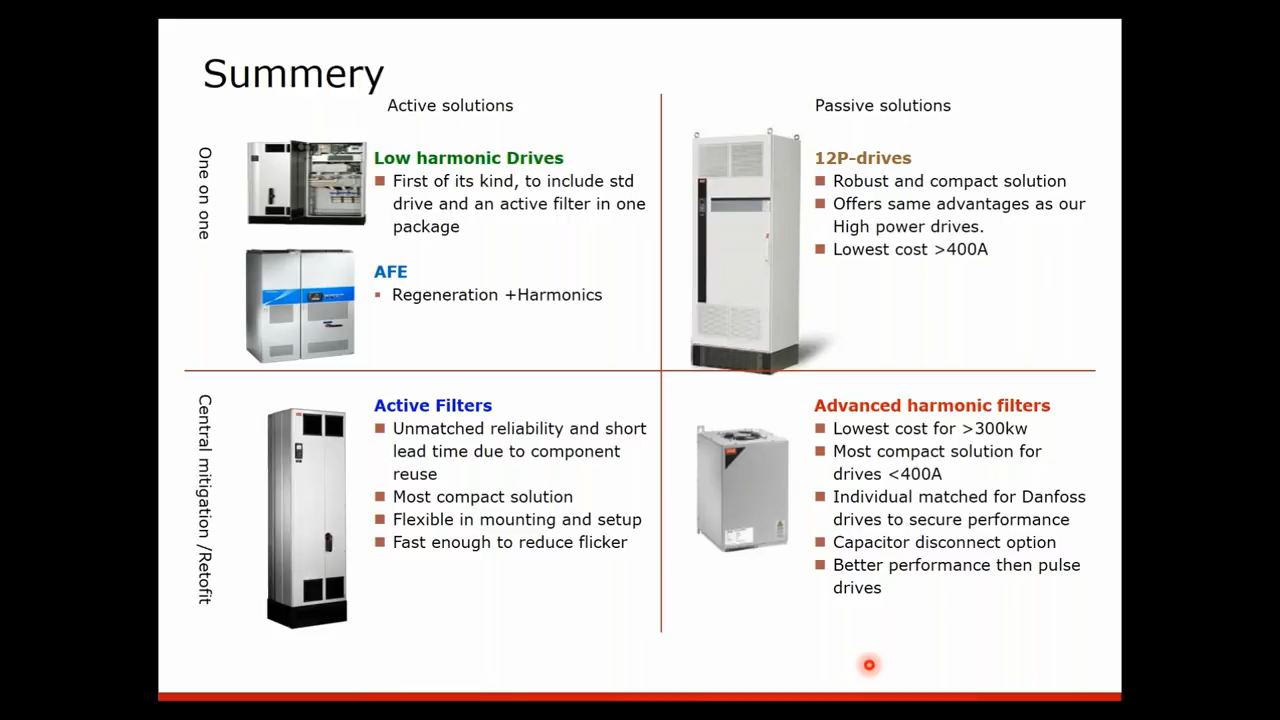 Summery
Active solutions
Passive solutions
One on one
Low harmonic Drives
First of its kind, to include std
drive and an active filter in one
package
AFE
Regeneration +Harmonics
12P-drives
Robust and compact solution
Offers same advantages as our
High power drives.
Lowest cost >400A
Central mitigation /Retofit
Active Filters
Unmatched reliability and short
lead time due to component
reuse
Most compact solution
Flexible in mounting and setup
Fast enough to reduce flicker
Advanced harmonic filters
Lowest cost for >300kw
Most compact solution for
drives <400A
Individual matched for Danfoss
drives to secure performance
Capacitor disconnect option
Better performance then pulse
drives